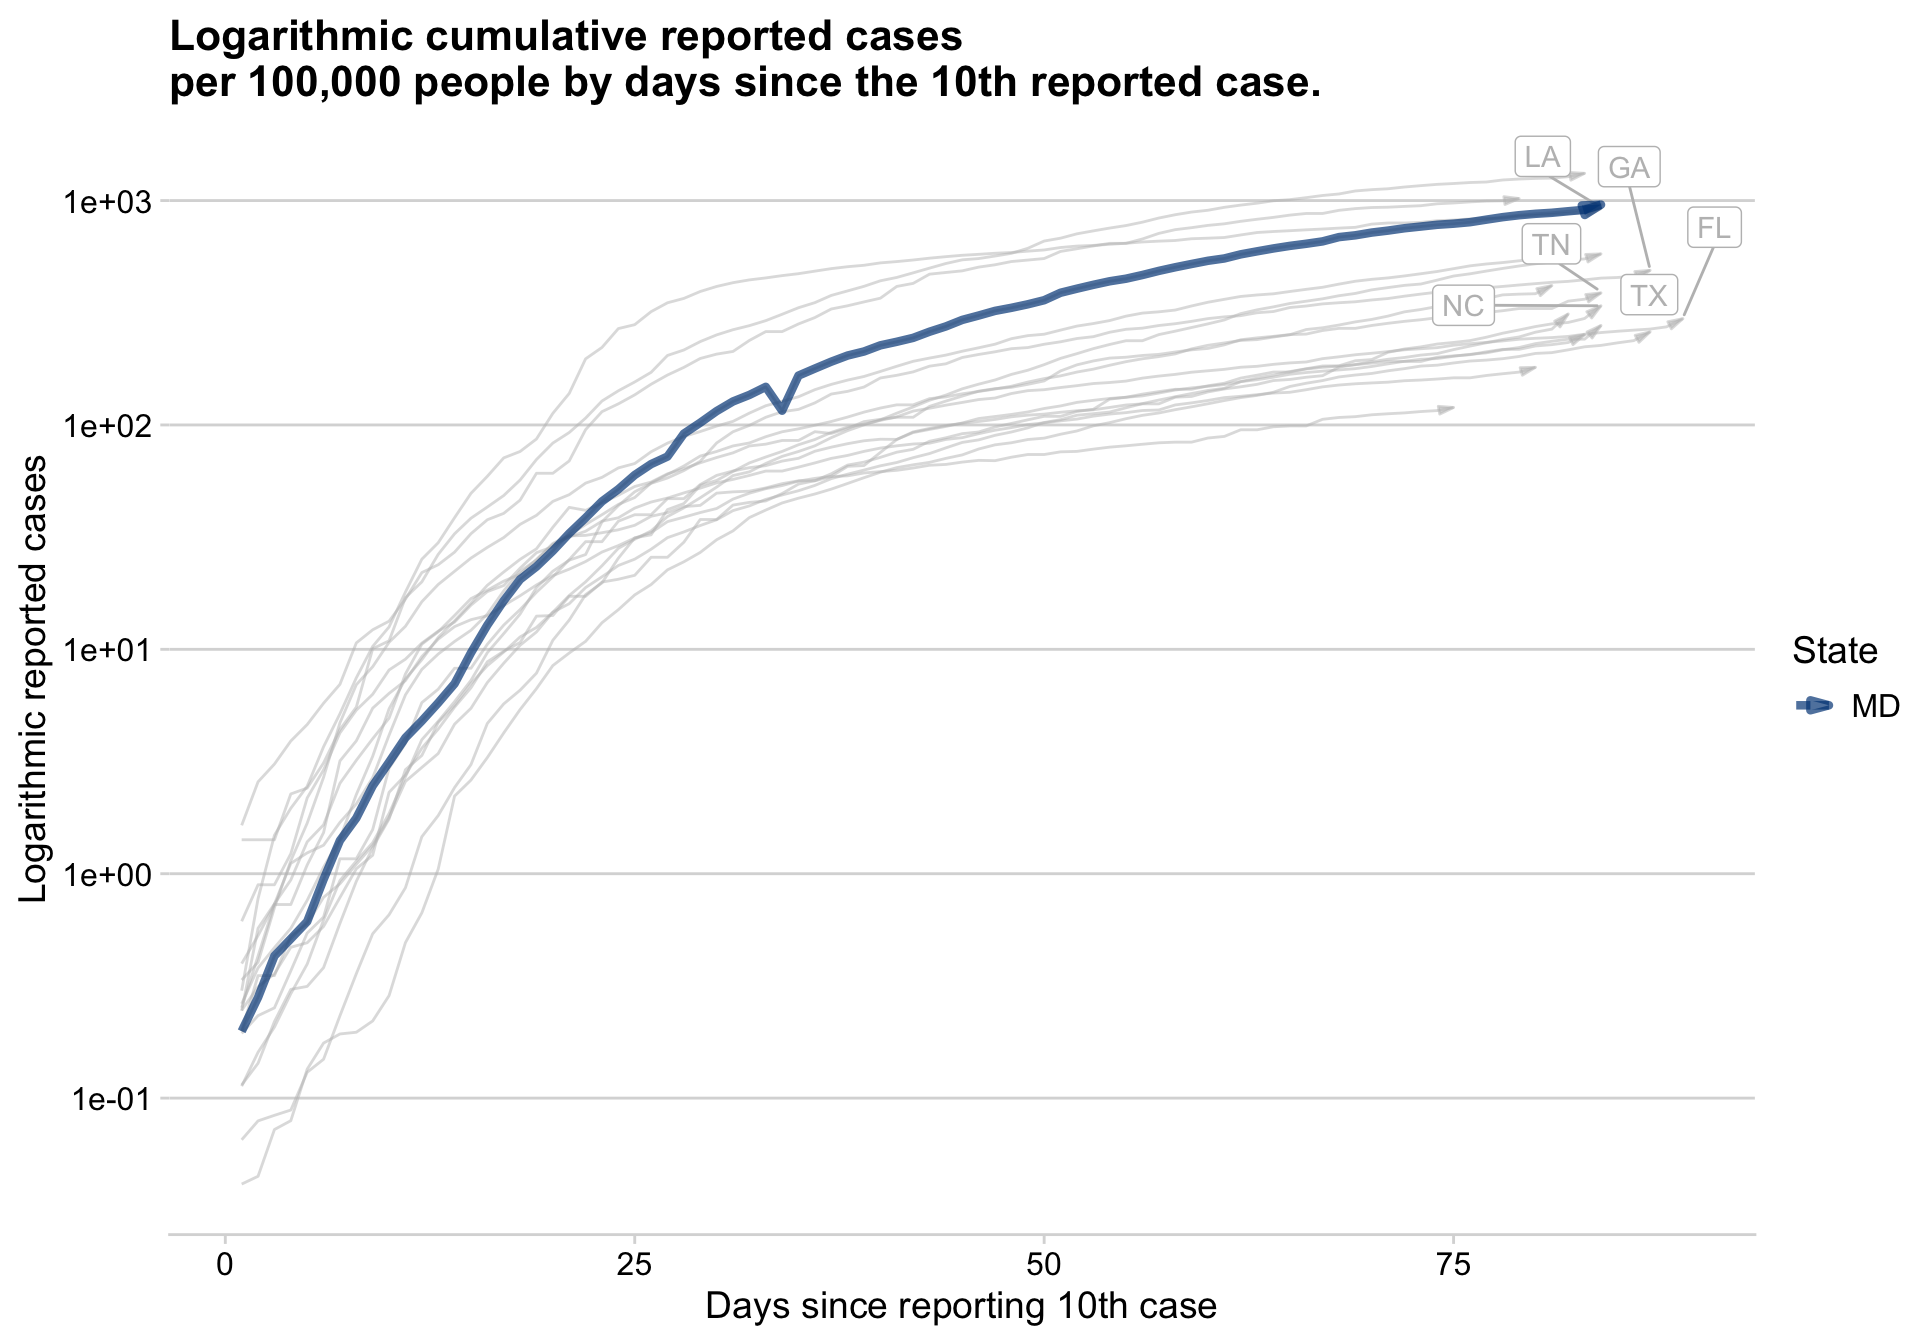 Logarithmic cumulative reported cases
per 100,000 people by days since the 10th reported case.
LA
GA
FL
TN
TX
NC
1e+03
1e+02
1e+01
1e+00
1e-01
Logarithmic reported cases
0
25
50
75
Days since reporting 10th case
State
MD